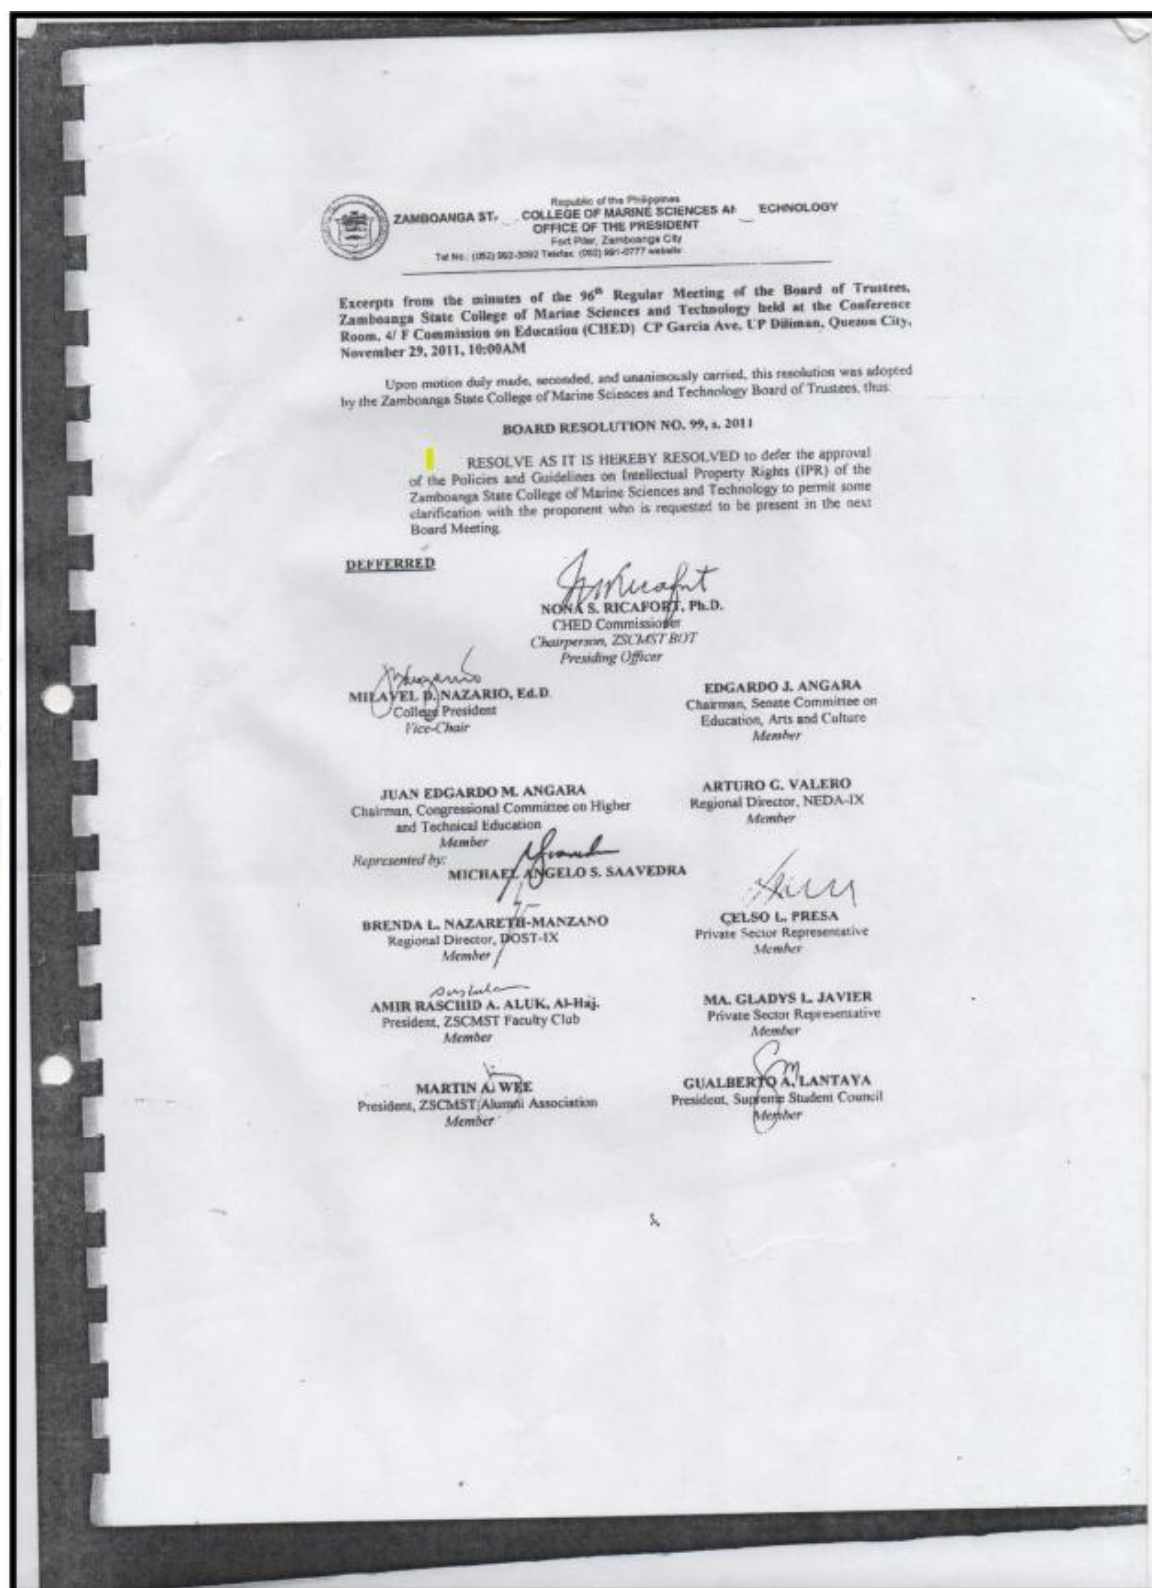 Republic of the Philippines
ZAMBOANGA ST. COLLEGE OF MARINE SCIENCES AN ECHNOLOGY
OFFICE OF THE PRESIDENT
Fort Pilar, Zamboanga City
Tel No.: (062) 992-3092 Telefax: (062) 991-0777 website
Excerpts from the minutes of the 96th Regular Meeting of the Board of Trustees,
Zamboanga State College of Marine Sciences and Technology held at the Conference
Room, 4/ F Commission on Education (CHED) CP Garcia Ave, UP Diliman, Quezon City,
November 29, 2011, 10:00AM
Upon motion duly made, seconded, and unanimously carried, this resolution was adopted
by the Zamboanga State College of Marine Sciences and Technology Board of Trustees, thus:
BOARD RESOLUTION NO. 99, s. 2011
RESOLVE AS IT IS HEREBY RESOLVED to defer the approval
of the Policies and Guidelines on Intellectual Property Rights (IPR) of the
Zamboanga State College of Marine Sciences and Technology to permit some
clarification with the proponent who is requested to be present in the next
Board Meeting.
DEFFERRED
NONA S. RICAFORT, Ph.D.
CHED Commissioner
Chairperson, ZSCMST BOT
Presiding Officer
MILAVEL D. NAZARIO, Ed.D.
College President
Vice-Chair
EDGARDO J. ANGARA
Chairman, Senate Committee on
Education, Arts and Culture
Member
JUAN EDGARDO M. ANGARA
Chairman, Congressional Committee on Higher
and Technical Education
Member
Represented by:
MICHAEL ANGELO S. SAAVEDRA
ARTURO G. VALERO
Regional Director, NEDA-IX
Member
BRENDA L. NAZARETH-MANZANO
Regional Director, DOST-IX
Member
CELSO L. PRESA
Private Sector Representative
Member
AMIR RASCHID A. ALUK, Al-Haj.
President, ZSCMST Faculty Club
Member
MA. GLADYS L. JAVIER
Private Sector Representative
Member
MARTIN A. WEE
President, ZSCMST Alumni Association
Member
GUALBERTO A. LANTAYA
President, Supreme Student Council
Member